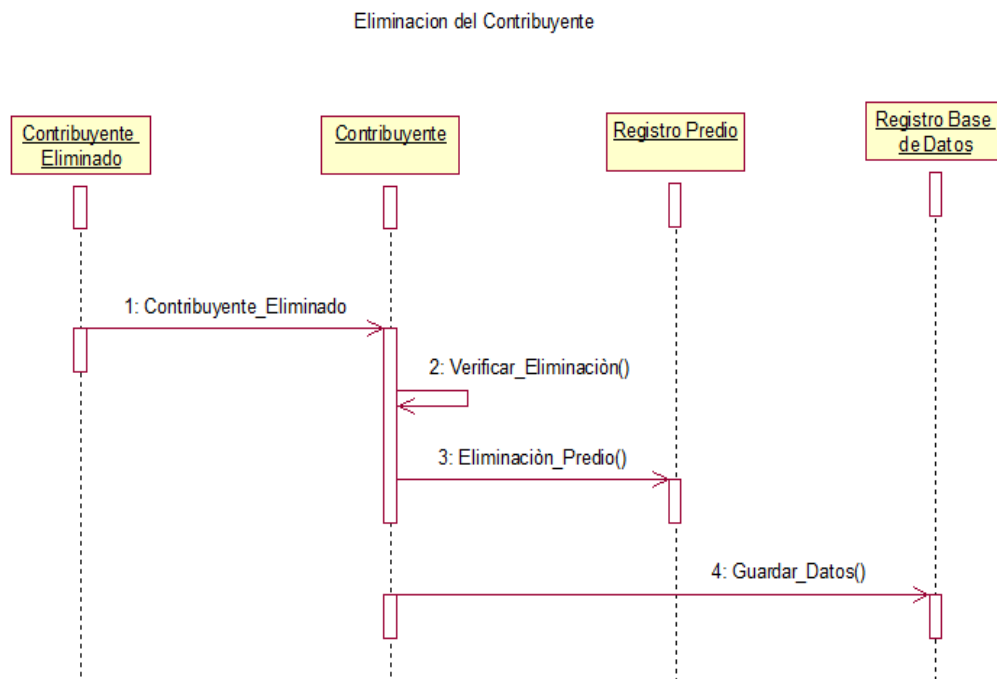 Eliminacion del Contribuyente
Contribuyente
Eliminado
Contribuyente
Registro Predio
Registro Base
de Datos
1: Contribuyente_Eliminado
2: Verificar_Eliminaciòn()
3: Eliminaciòn_Predio()
4: Guardar_Datos()